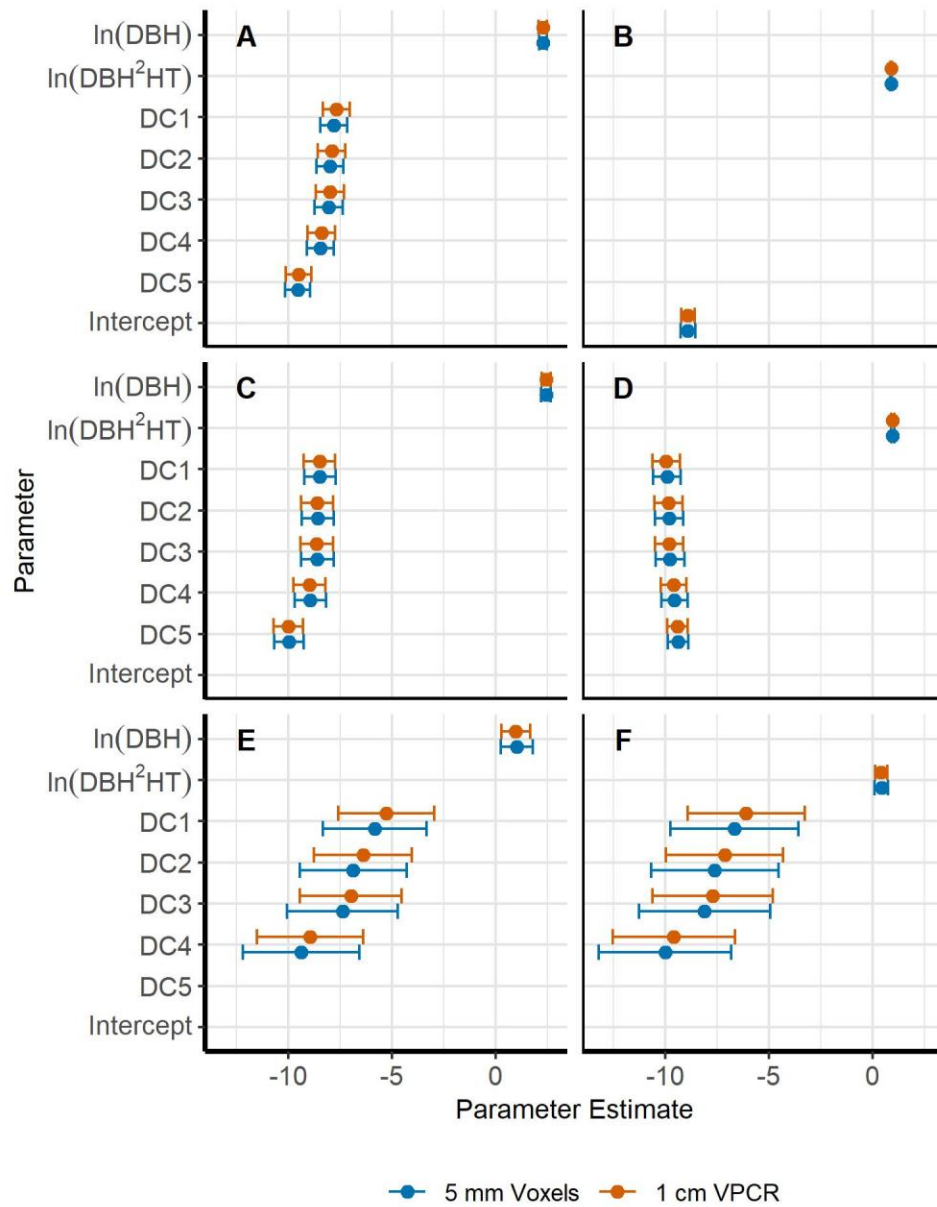 A
B
ln(DBH)
ln(DBH²HT)
DC1
DC2
DC3
DC4
DC5
Intercept
C
D
ln(DBH)
ln(DBH²HT)
DC1
DC2
DC3
DC4
DC5
Intercept
E
F
ln(DBH)
ln(DBH²HT)
DC1
DC2
DC3
DC4
DC5
Intercept
Parameter
-10 -5 0 -10 -5 0
Parameter Estimate
5 mm Voxels 1 cm VPCR